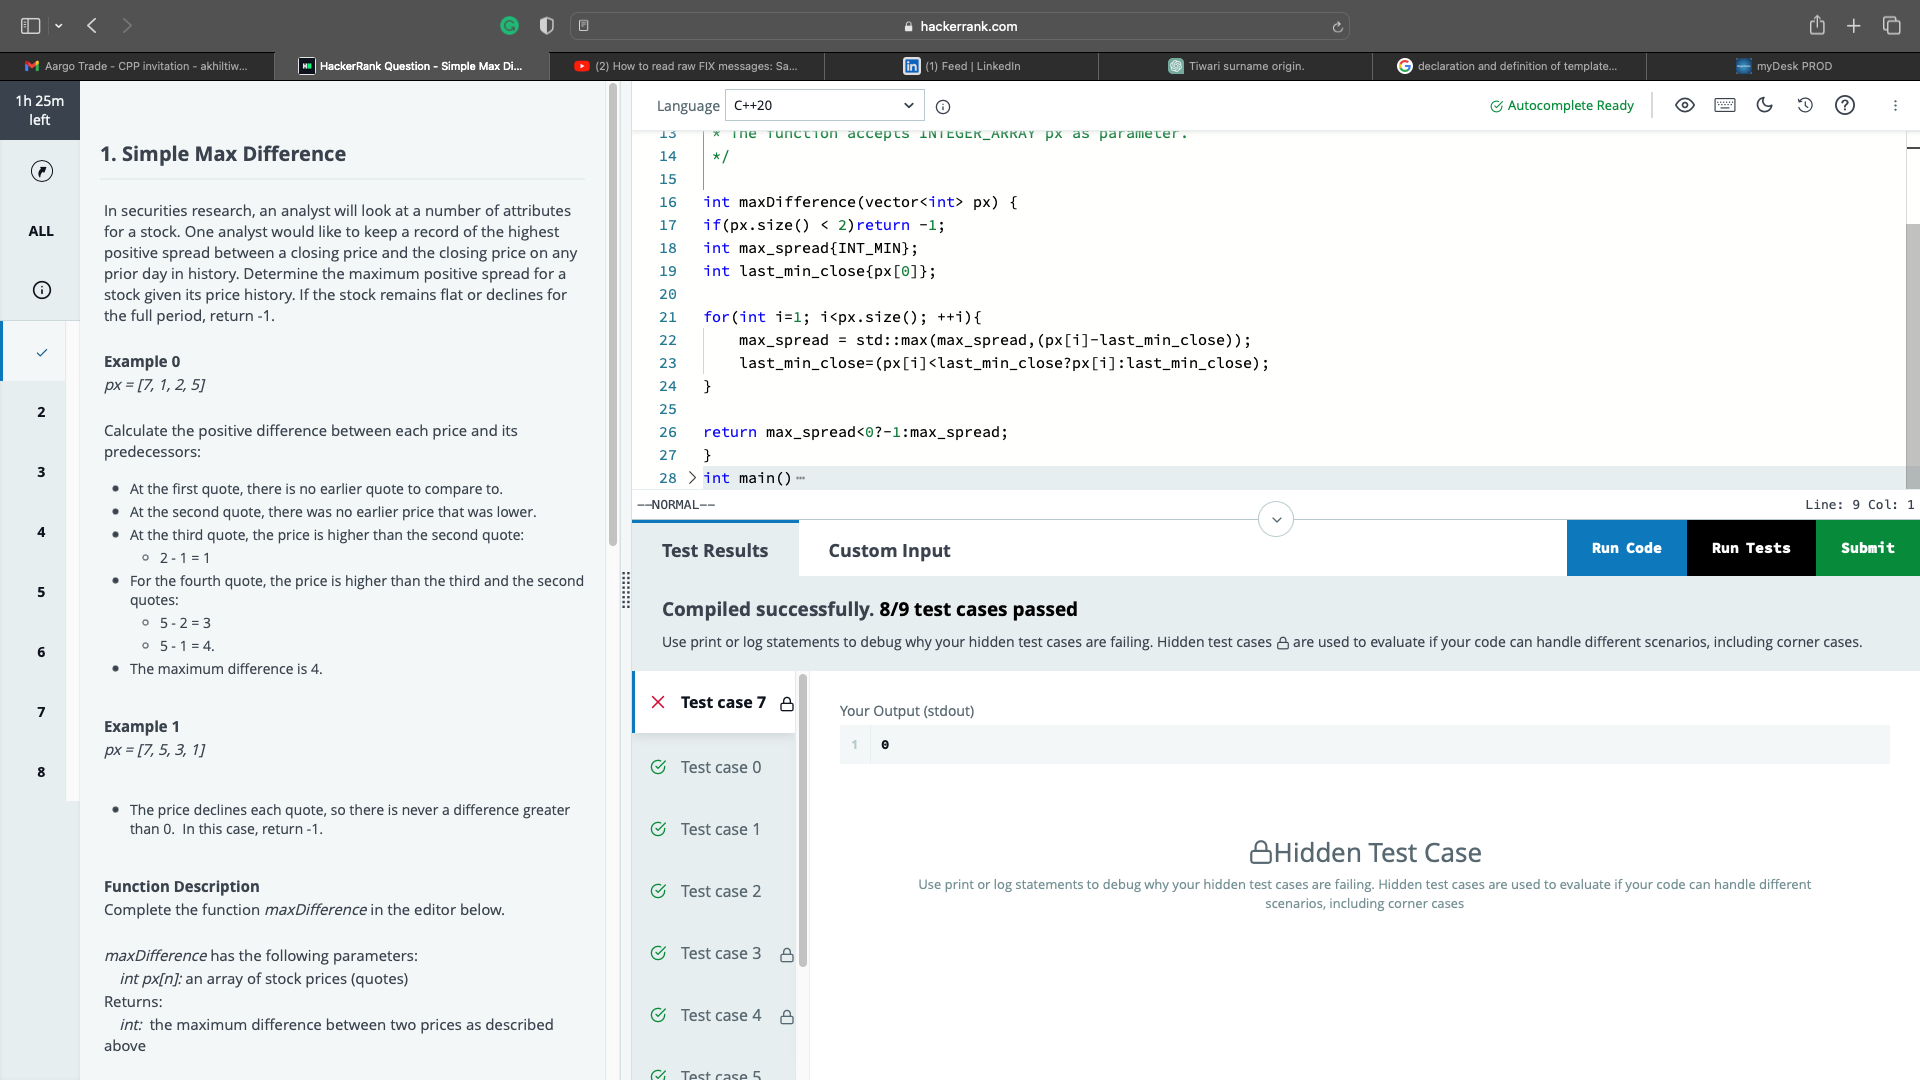 hackerrank.com
Aargo Trade - CPP invitation - akhiltiw...
HackerRank Question - Simple Max Di...
(2) How to read raw FIX messages: Sa...
(1) Feed | LinkedIn
Tiwari surname origin.
declaration and definition of template...
myDesk PROD
1h 25m
left
ALL
2
3
4
5
6
7
8
1. Simple Max Difference
In securities research, an analyst will look at a number of attributes
for a stock. One analyst would like to keep a record of the highest
positive spread between a closing price and the closing price on any
prior day in history. Determine the maximum positive spread for a
stock given its price history. If the stock remains flat or declines for
the full period, return -1.
Example 0
px = [7, 1, 2, 5]
Calculate the positive difference between each price and its
predecessors:
At the first quote, there is no earlier quote to compare to.
At the second quote, there was no earlier price that was lower.
At the third quote, the price is higher than the second quote:
2 - 1 = 1
For the fourth quote, the price is higher than the third and the second
quotes:
5 - 2 = 3
5 - 1 = 4.
The maximum difference is 4.
Example 1
px = [7, 5, 3, 1]
The price declines each quote, so there is never a difference greater
than 0. In this case, return -1.
Function Description
Complete the function maxDifference in the editor below.
maxDifference has the following parameters:
int px[n]: an array of stock prices (quotes)
Returns:
int: the maximum difference between two prices as described
above
Language C++20
Autocomplete Ready
13 * The function accepts INTEGER_ARRAY px as parameter.
14 */
15
16 int maxDifference(vector<int> px) {
17 if(px.size() < 2)return -1;
18 int max_spread{INT_MIN};
19 int last_min_close{px[0]};
20
21 for(int i=1; i<px.size(); ++i){
22 max_spread = std::max(max_spread,(px[i]-last_min_close));
23 last_min_close=(px[i]<last_min_close?px[i]:last_min_close);
24 }
25
26 return max_spread<0?-1:max_spread;
27 }
28 int main()
--NORMAL--
Line: 9 Col: 1
Test Results
Custom Input
Run Code
Run Tests
Submit
Compiled successfully. 8/9 test cases passed
Use print or log statements to debug why your hidden test cases are failing. Hidden test cases are used to evaluate if your code can handle different scenarios, including corner cases.
Test case 7
Test case 0
Test case 1
Test case 2
Test case 3
Test case 4
Test case 5
Your Output (stdout)
1 0
Hidden Test Case
Use print or log statements to debug why your hidden test cases are failing. Hidden test cases are used to evaluate if your code can handle different
scenarios, including corner cases